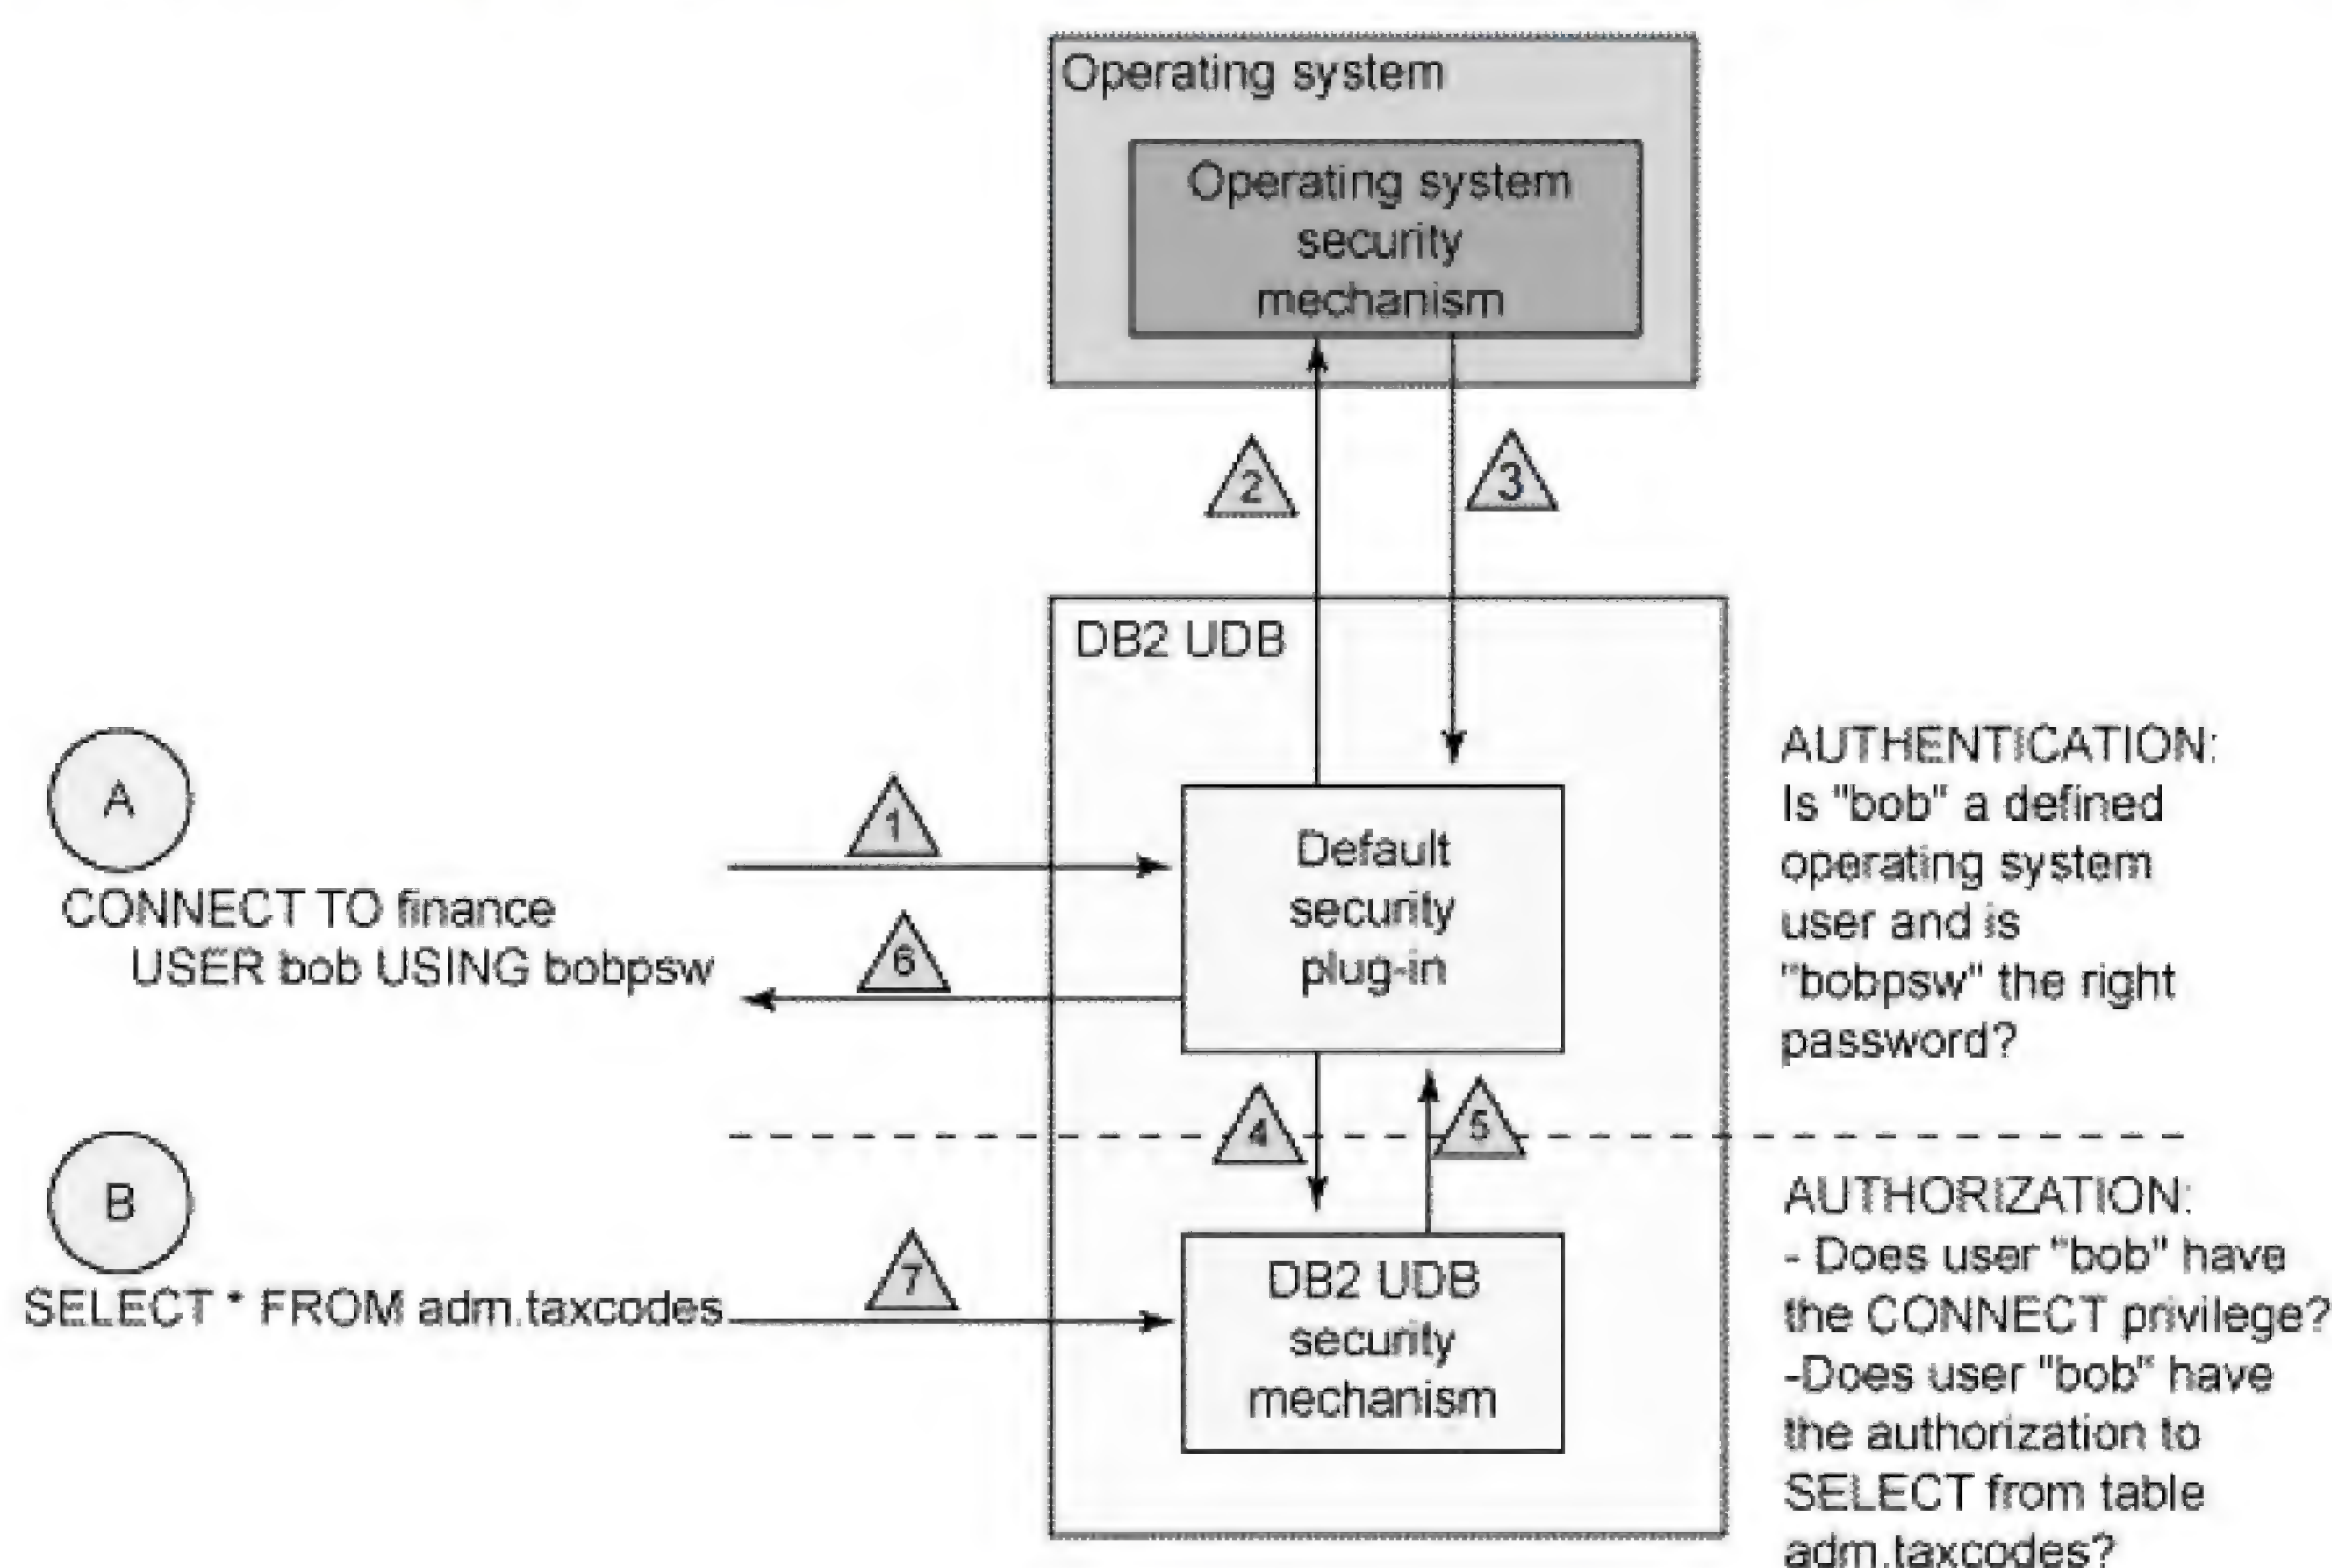 Operating system
Operating system
security
mechanism
2
3
DB2 UDB
A
CONNECT TO finance
USER bob USING bobpsw
1
6
Default
security
plug-in
AUTHENTICATION:
Is "bob" a defined
operating system
user and is
"bobpsw" the right
password?
4
5
B
SELECT * FROM adm.taxcodes
7
DB2 UDB
security
mechanism
AUTHORIZATION:
- Does user "bob" have
the CONNECT privilege?
-Does user "bob" have
the authorization to
SELECT from table
adm.taxcodes?